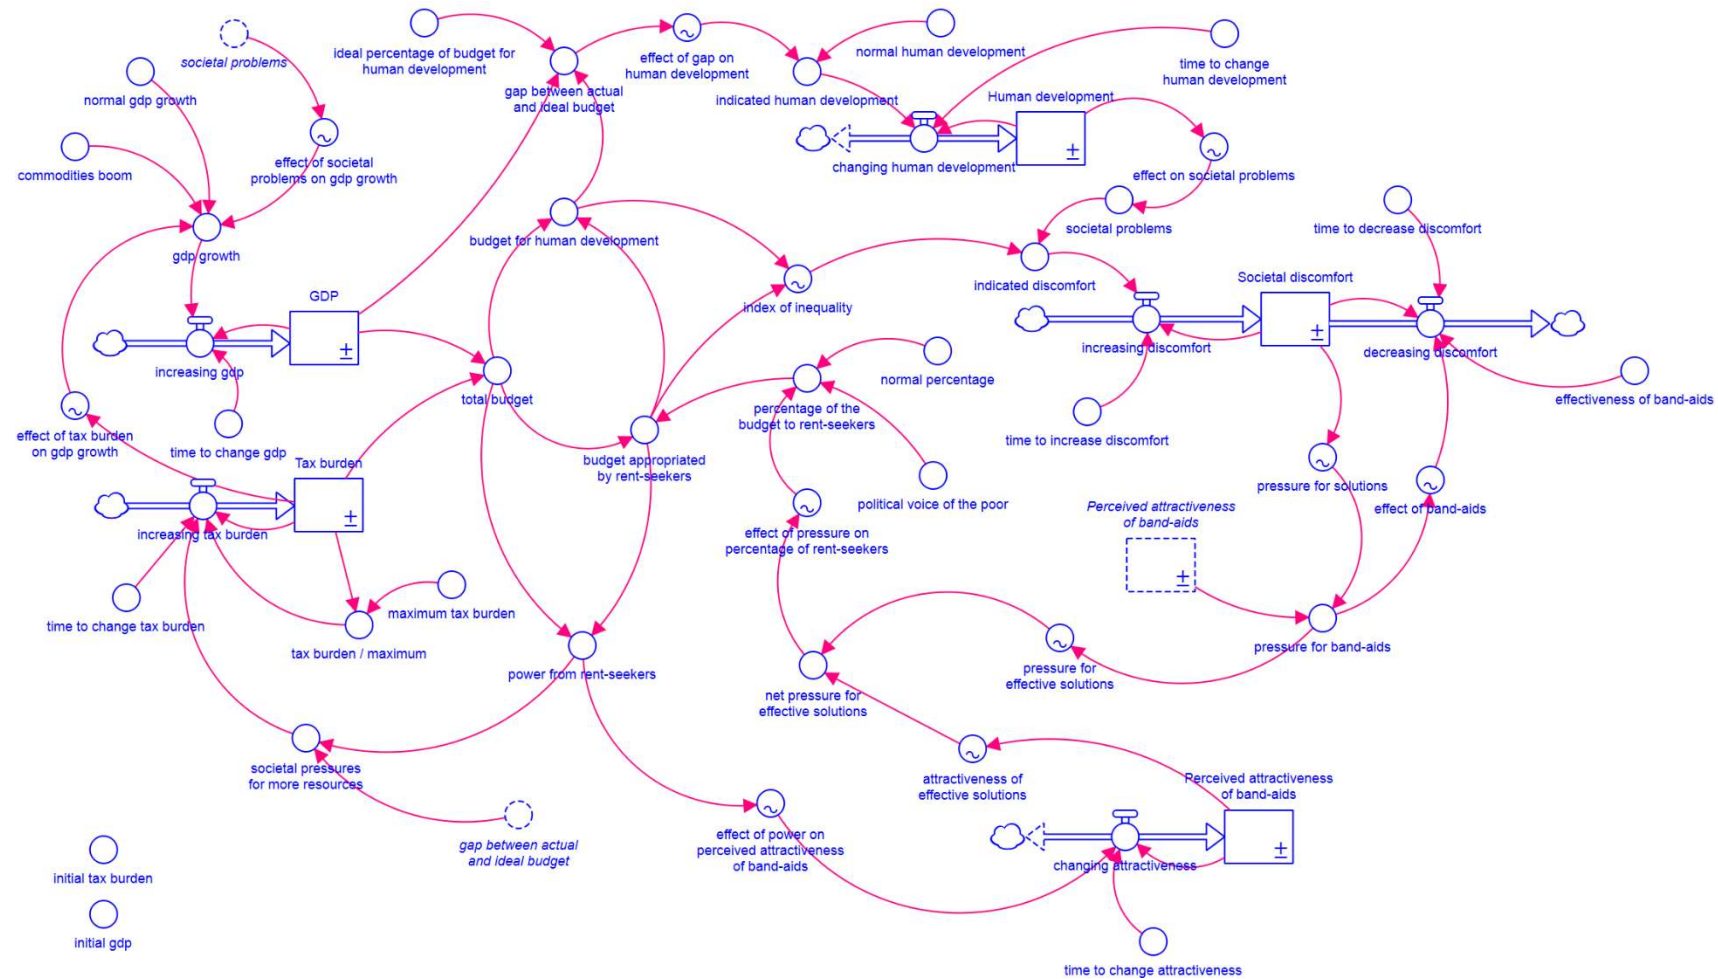 ideal percentage of budget for
human development
societal problems
normal gdp growth
commodities boom
effect of societal
problems on gdp growth
gdp growth
gap between actual
and ideal budget
effect of gap on
human development
normal human development
indicated human development
time to change
human development
Human development
changing human development
effect on societal problems
societal problems
time to decrease discomfort
budget for human development
index of inequality
indicated discomfort
Societal discomfort
increasing discomfort
decreasing discomfort
effectiveness of band-aids
time to increase discomfort
GDP
increasing gdp
total budget
normal percentage
percentage of the
budget to rent-seekers
effect of tax burden
on gdp growth
time to change gdp
Tax burden
increasing tax burden
budget appropriated
by rent-seekers
political voice of the poor
pressure for solutions
effect of band-aids
Perceived attractiveness
of band-aids
effect of pressure on
percentage of rent-seekers
time to change tax burden
maximum tax burden
tax burden / maximum
power from rent-seekers
pressure for band-aids
pressure for
effective solutions
net pressure for
effective solutions
societal pressures
for more resources
attractiveness of
effective solutions
Perceived attractiveness
of band-aids
gap between actual
and ideal budget
effect of power on
perceived attractiveness
of band-aids
changing attractiveness
initial tax burden
initial gdp
time to change attractiveness